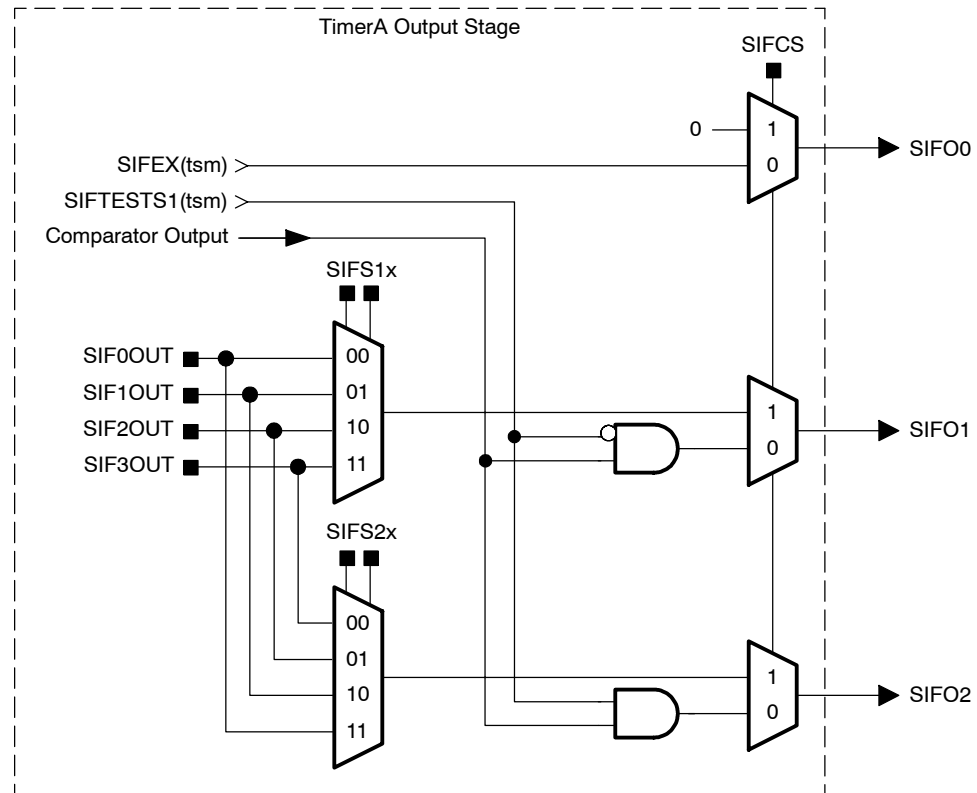 TimerA Output Stage
SIFCS
0
1
0
SIFO0
SIFEX(tsm)
SIFTESTS1(tsm)
Comparator Output
SIFS1x
SIF0OUT
SIF1OUT
SIF2OUT
SIF3OUT
00
01
10
11
1
0
SIFO1
SIFS2x
00
01
10
11
1
0
SIFO2